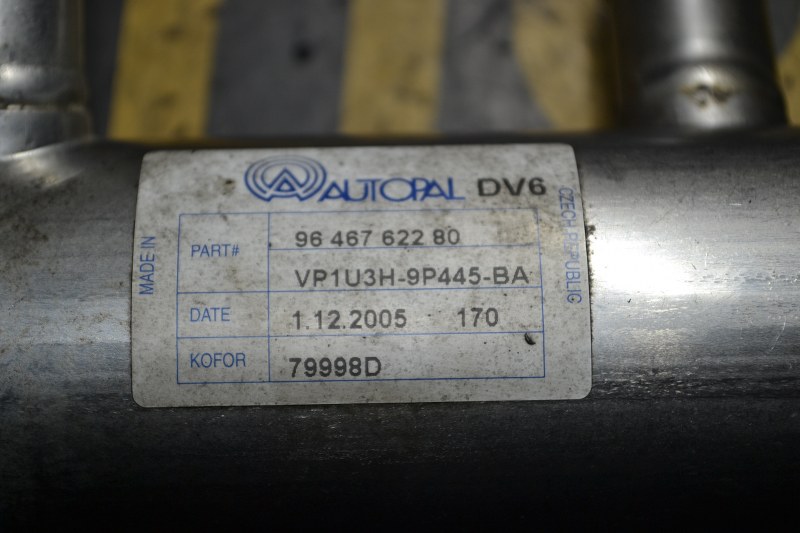 AUTOPAL DV6
MADE IN
PART# 96 467 622 80
VP1U3H-9P445-BA
DATE 1.12.2005 170
KOFOR 79998D
CZECH REPUBLIC